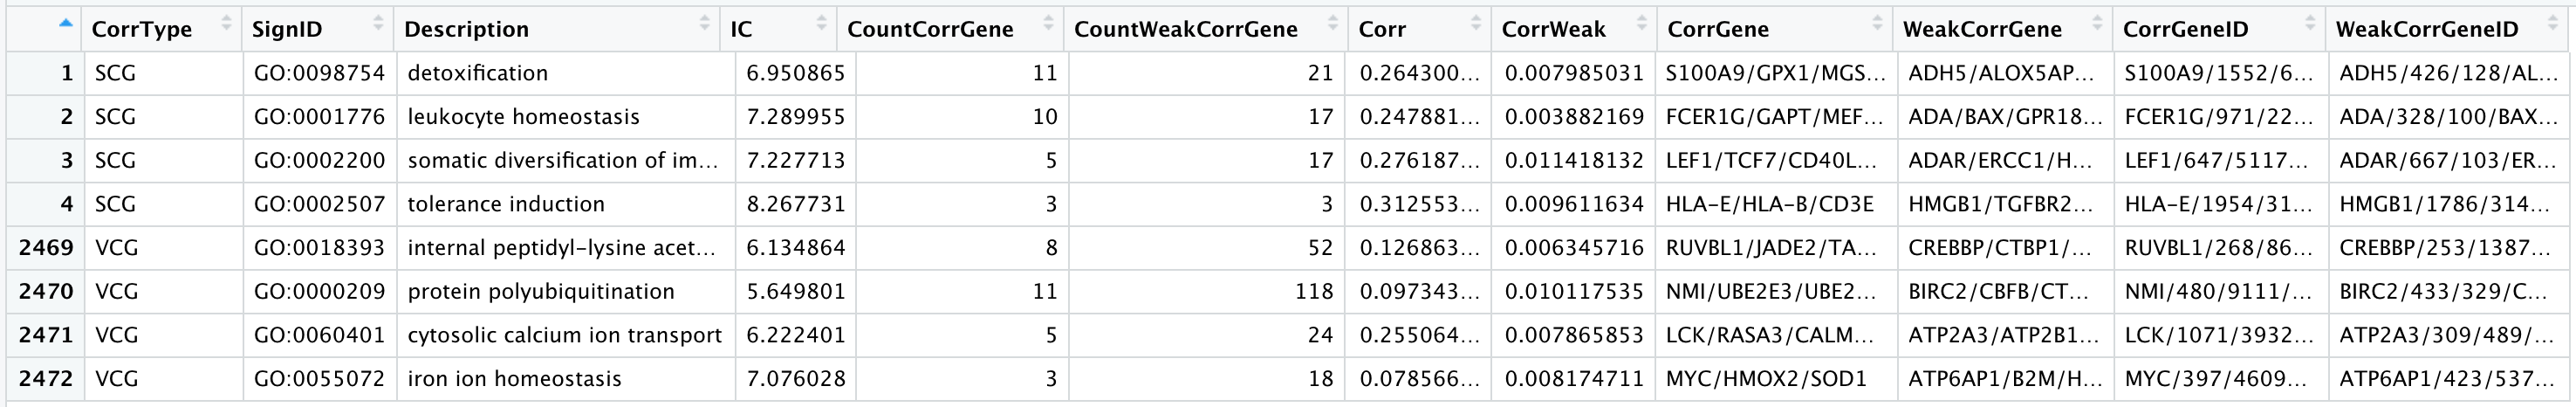 CorrType SignID Description IC CountCorrGene CountWeakCorrGene Corr CorrWeak CorrGene WeakCorrGene CorrGeneID WeakCorrGeneID
1 SCG GO:0098754 detoxification 6.950865 11 21 0.264300... 0.007985031 S100A9/GPX1/MGS... ADH5/ALOX5AP... S100A9/1552/6... ADH5/426/128/AL...
2 SCG GO:0001776 leukocyte homeostasis 7.289955 10 17 0.247881... 0.003882169 FCER1G/GAPT/MEF... ADA/BAX/GPR18... FCER1G/971/22... ADA/328/100/BAX...
3 SCG GO:0002200 somatic diversification of im... 7.227713 5 17 0.276187... 0.011418132 LEF1/TCF7/CD40L... ADAR/ERCC1/H... LEF1/647/5117... ADAR/667/103/ER...
4 SCG GO:0002507 tolerance induction 8.267731 3 3 0.312553... 0.009611634 HLA-E/HLA-B/CD3E HMGB1/TGFBR2... HLA-E/1954/31... HMGB1/1786/314...
2469 VCG GO:0018393 internal peptidyl-lysine acet... 6.134864 8 52 0.126863... 0.006345716 RUVBL1/JADE2/TA... CREBBP/CTBP1/... RUVBL1/268/86... CREBBP/253/1387...
2470 VCG GO:0000209 protein polyubiquitination 5.649801 11 118 0.097343... 0.010117535 NMI/UBE2E3/UBE2... BIRC2/CBFB/CT... NMI/480/9111/... BIRC2/433/329/C...
2471 VCG GO:0060401 cytosolic calcium ion transport 6.222401 5 24 0.255064... 0.007865853 LCK/RASA3/CALM... ATP2A3/ATP2B1... LCK/1071/3932... ATP2A3/309/489/...
2472 VCG GO:0055072 iron ion homeostasis 7.076028 3 18 0.078566... 0.008174711 MYC/HMOX2/SOD1 ATP6AP1/B2M/H... MYC/397/4609... ATP6AP1/423/537...